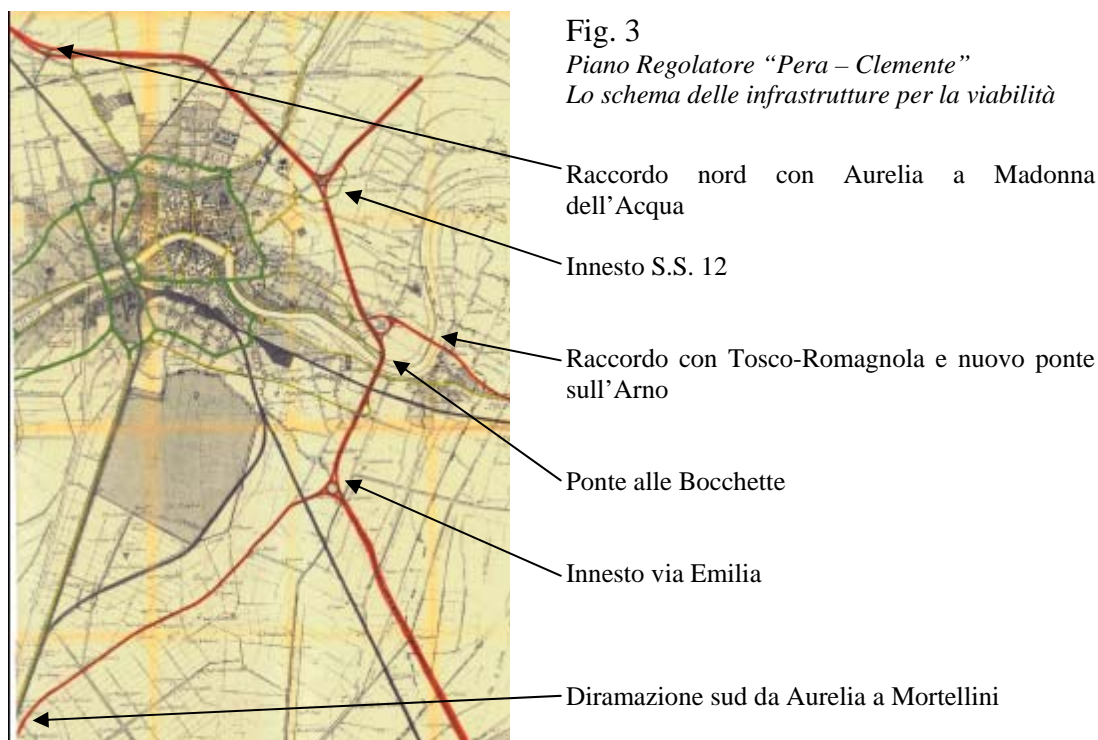 Fig. 3
Piano Regolatore “Pera – Clemente”
Lo schema delle infrastrutture per la viabilità
Raccordo nord con Aurelia a Madonna
dell’Acqua
Innesto S.S. 12
Raccordo con Tosco-Romagnola e nuovo ponte
sull’Arno
Ponte alle Bocchette
Innesto via Emilia
Diramazione sud da Aurelia a Mortellini